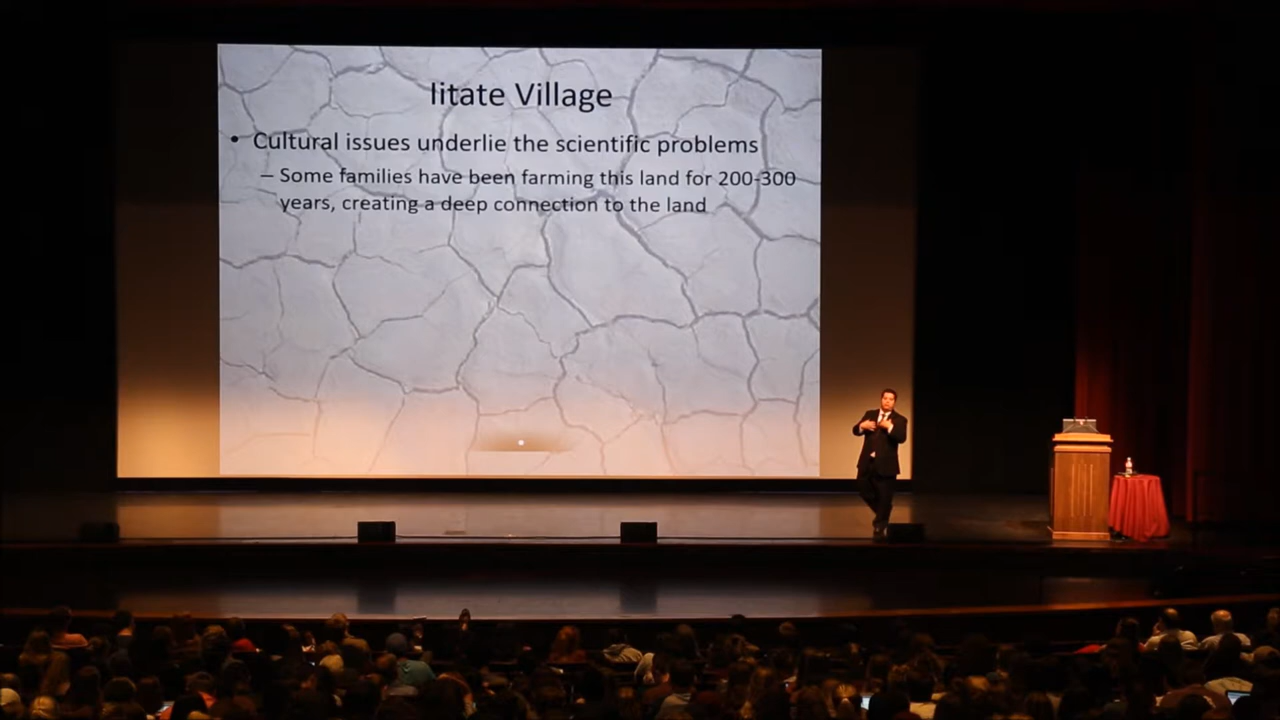 Iitate Village
• Cultural issues underlie the scientific problems
– Some families have been farming this land for 200-300
years, creating a deep connection to the land